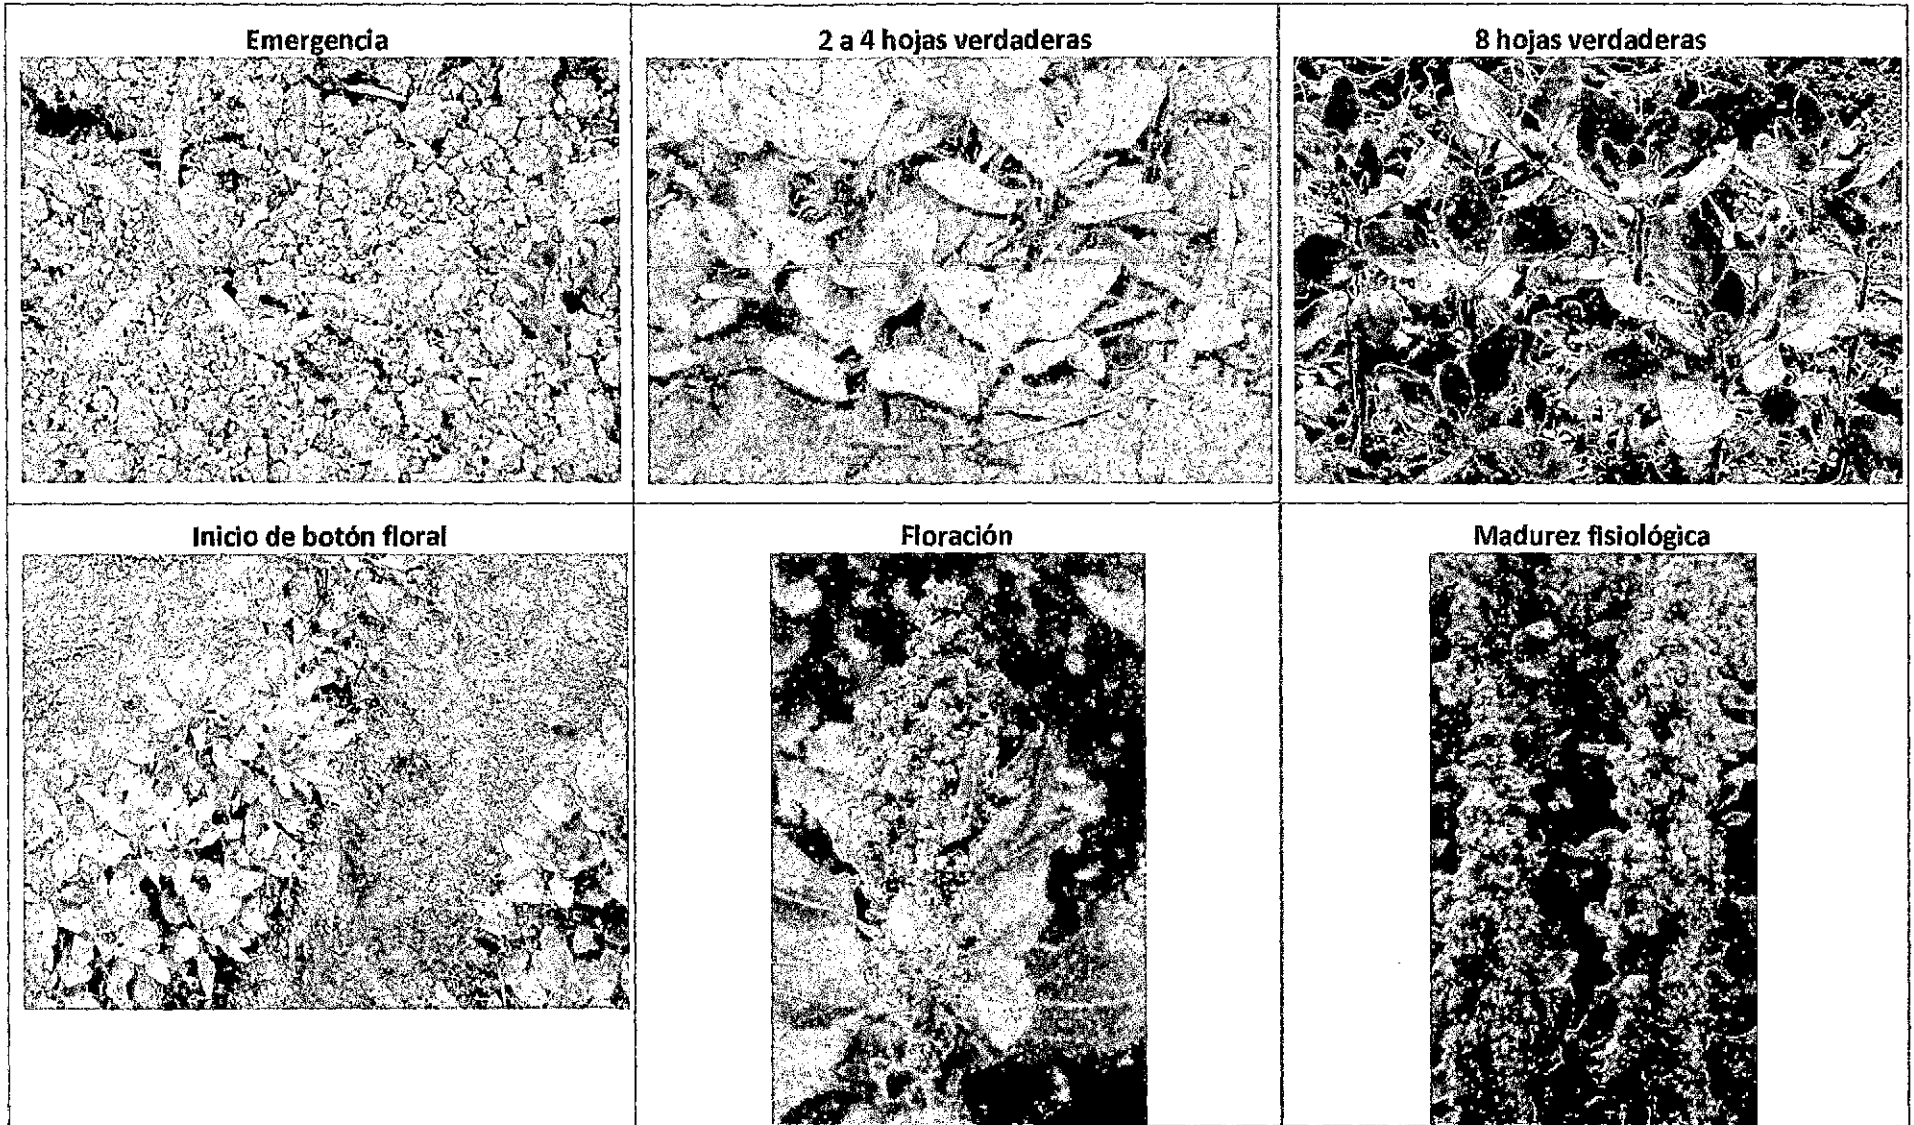 Emergencia
2 a 4 hojas verdaderas
8 hojas verdaderas
Inicio de botón floral
Floración
Madurez fisiológica